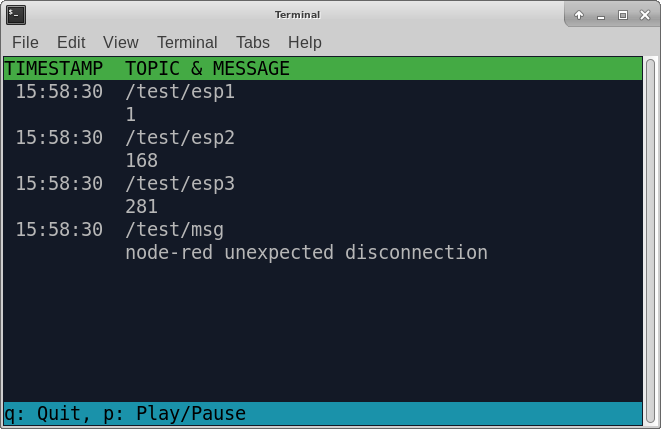 Terminal
File Edit View Terminal Tabs Help
TIMESTAMP TOPIC & MESSAGE
15:58:30 /test/esp1
1
15:58:30 /test/esp2
168
15:58:30 /test/esp3
281
15:58:30 /test/msg
node-red unexpected disconnection
q: Quit, p: Play/Pause